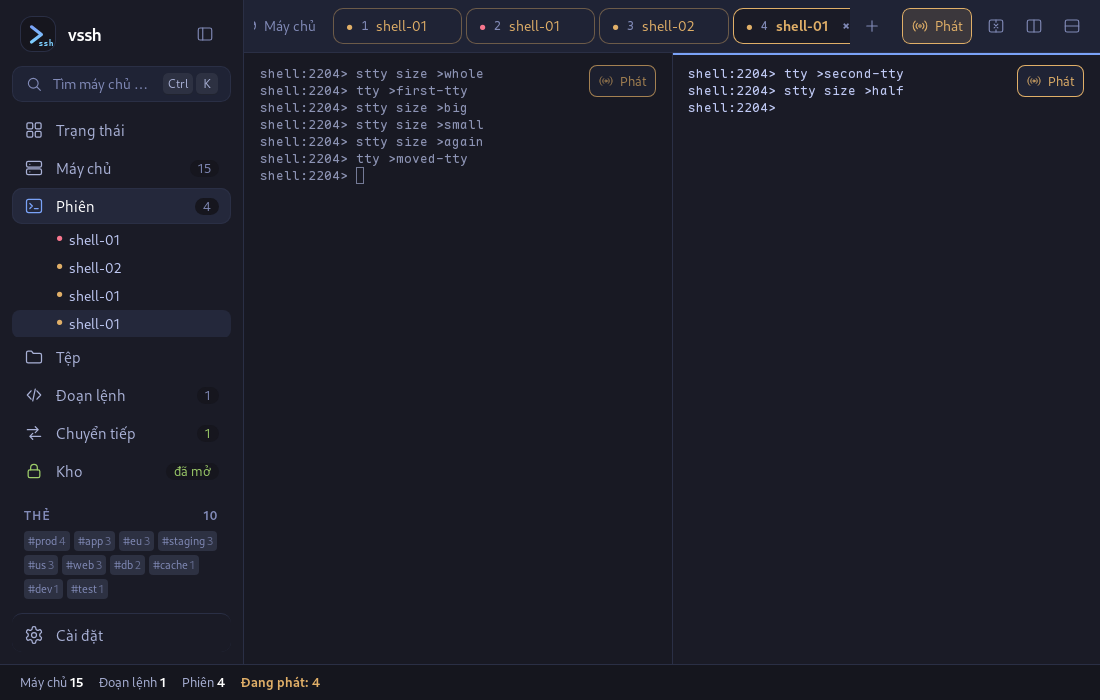 ssh
vssh
Tìm máy chủ ... Ctrl K
Trạng thái
Máy chủ 15
Phiên 4
shell-01
shell-02
shell-01
shell-01
Tệp
Đoạn lệnh 1
Chuyển tiếp 1
Kho đã mở
THẺ 10
#prod 4 #app 3 #eu 3 #staging 3
#us 3 #web 3 #db 2 #cache 1
#dev 1 #test 1
Cài đặt
Máy chủ 1 shell-01 2 shell-01 3 shell-02 4 shell-01 × + Phát
shell:2204> stty size >whole
shell:2204> tty >first-tty
shell:2204> stty size >big
shell:2204> stty size >small
shell:2204> stty size >again
shell:2204> tty >moved-tty
shell:2204>
Phát
shell:2204> tty >second-tty
shell:2204> stty size >half
shell:2204>
Phát
Máy chủ 15 Đoạn lệnh 1 Phiên 4 Đang phát: 4